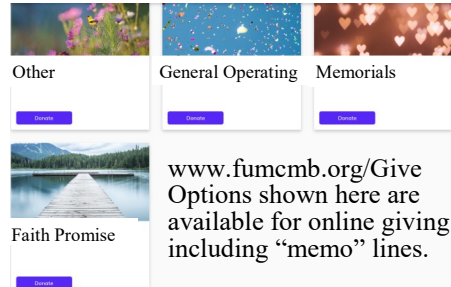 Other
General Operating
Memorials
Donate
Donate
Donate
Faith Promise
Donate
www.fumcmb.org/Give
Options shown here are
available for online giving
including “memo” lines.